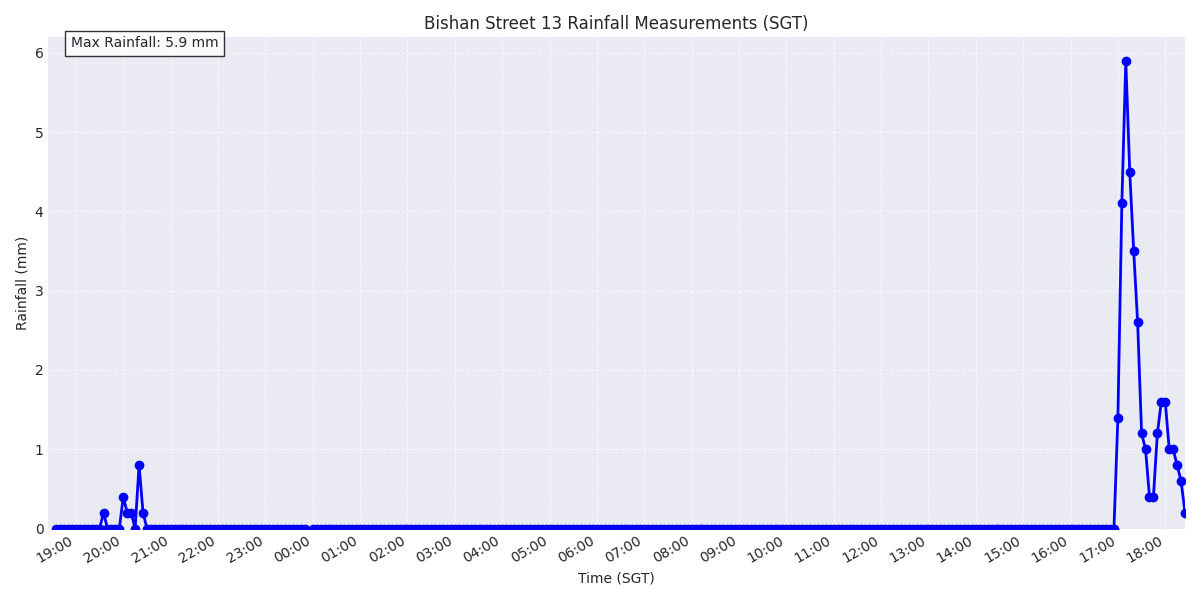 Bishan Street 13 Rainfall Measurements (SGT)
Max Rainfall: 5.9 mm
6
5
4
3
2
1
0
Rainfall (mm)
19:00 20:00 21:00 22:00 23:00 00:00 01:00 02:00 03:00 04:00 05:00 06:00 07:00 08:00 09:00 10:00 11:00 12:00 13:00 14:00 15:00 16:00 17:00 18:00
Time (SGT)